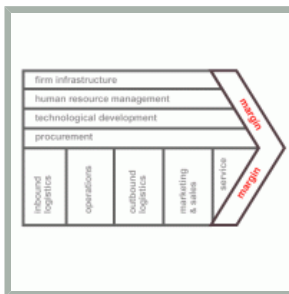 firm infrastructure
human resource management
technological development
procurement
inbound
logistics
operations
outbound
logistics
marketing
& sales
service
margin
margin